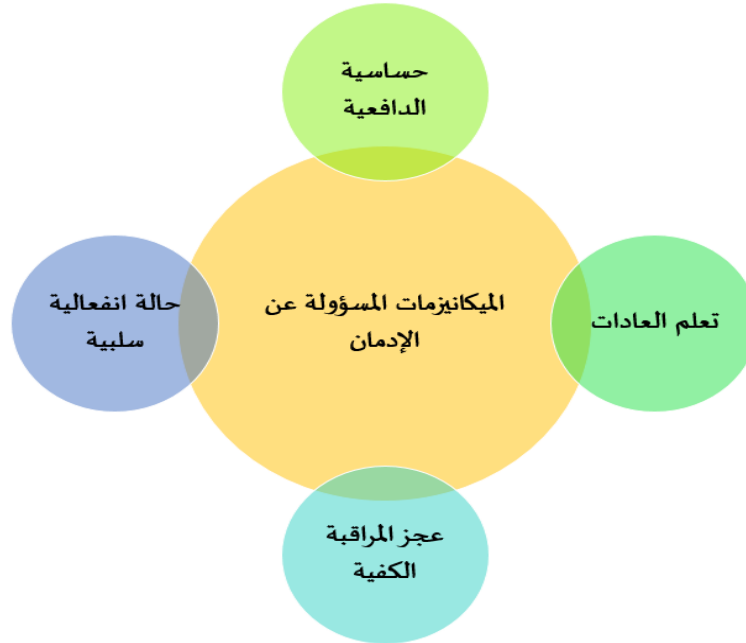 حساسية
الدافعية
الميكانيزمات المسؤولة عن
الإدمان
تعلم العادات
حالة انفعالية
سلبية
عجز المراقبة
الكفية